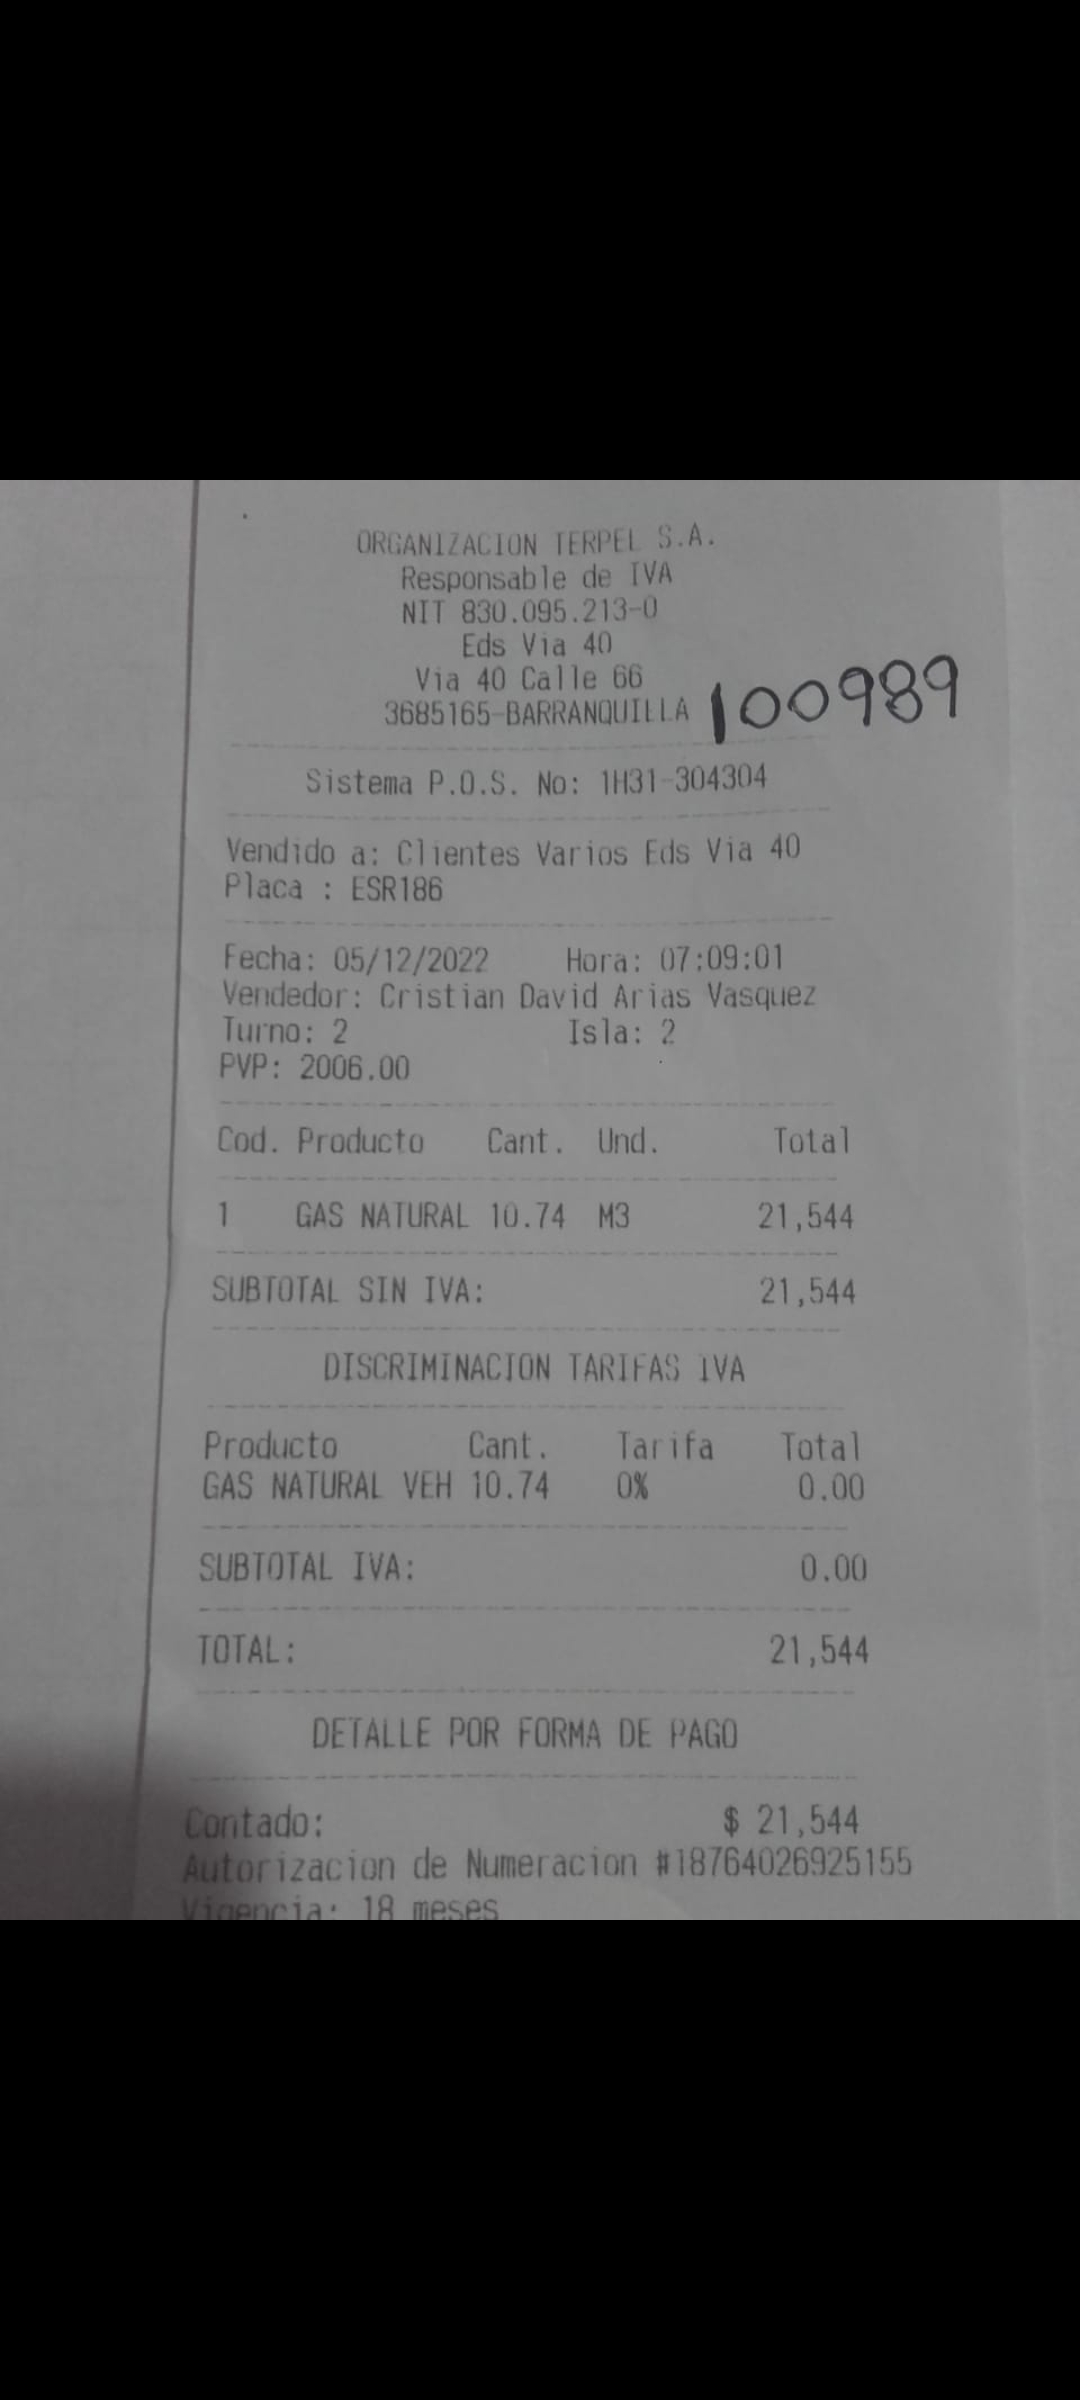 ORGANIZACION TERPEL S.A.
Responsable de IVA
NIT 830.095.213-0
Eds Via 40
Via 40 Calle 66
3685165-BARRANQUILLA 100989
Sistema P.O.S. No: 1H31-304304
Vendido a: Clientes Varios Eds Via 40
Placa : ESR186
Fecha: 05/12/2022 Hora: 07:09:01
Vendedor: Cristian David Arias Vasquez
Turno: 2 Isla: 2
PVP: 2006.00
Cod. Producto Cant. Und. Total
1 GAS NATURAL 10.74 M3 21,544
SUBTOTAL SIN IVA: 21,544
DISCRIMINACION TARIFAS IVA
Producto Cant. Tarifa Total
GAS NATURAL VEH 10.74 0% 0.00
SUBTOTAL IVA: 0.00
TOTAL: 21,544
DETALLE POR FORMA DE PAGO
Contado: $ 21,544
Autorizacion de Numeracion #18764026925155
Vigencia: 18 meses